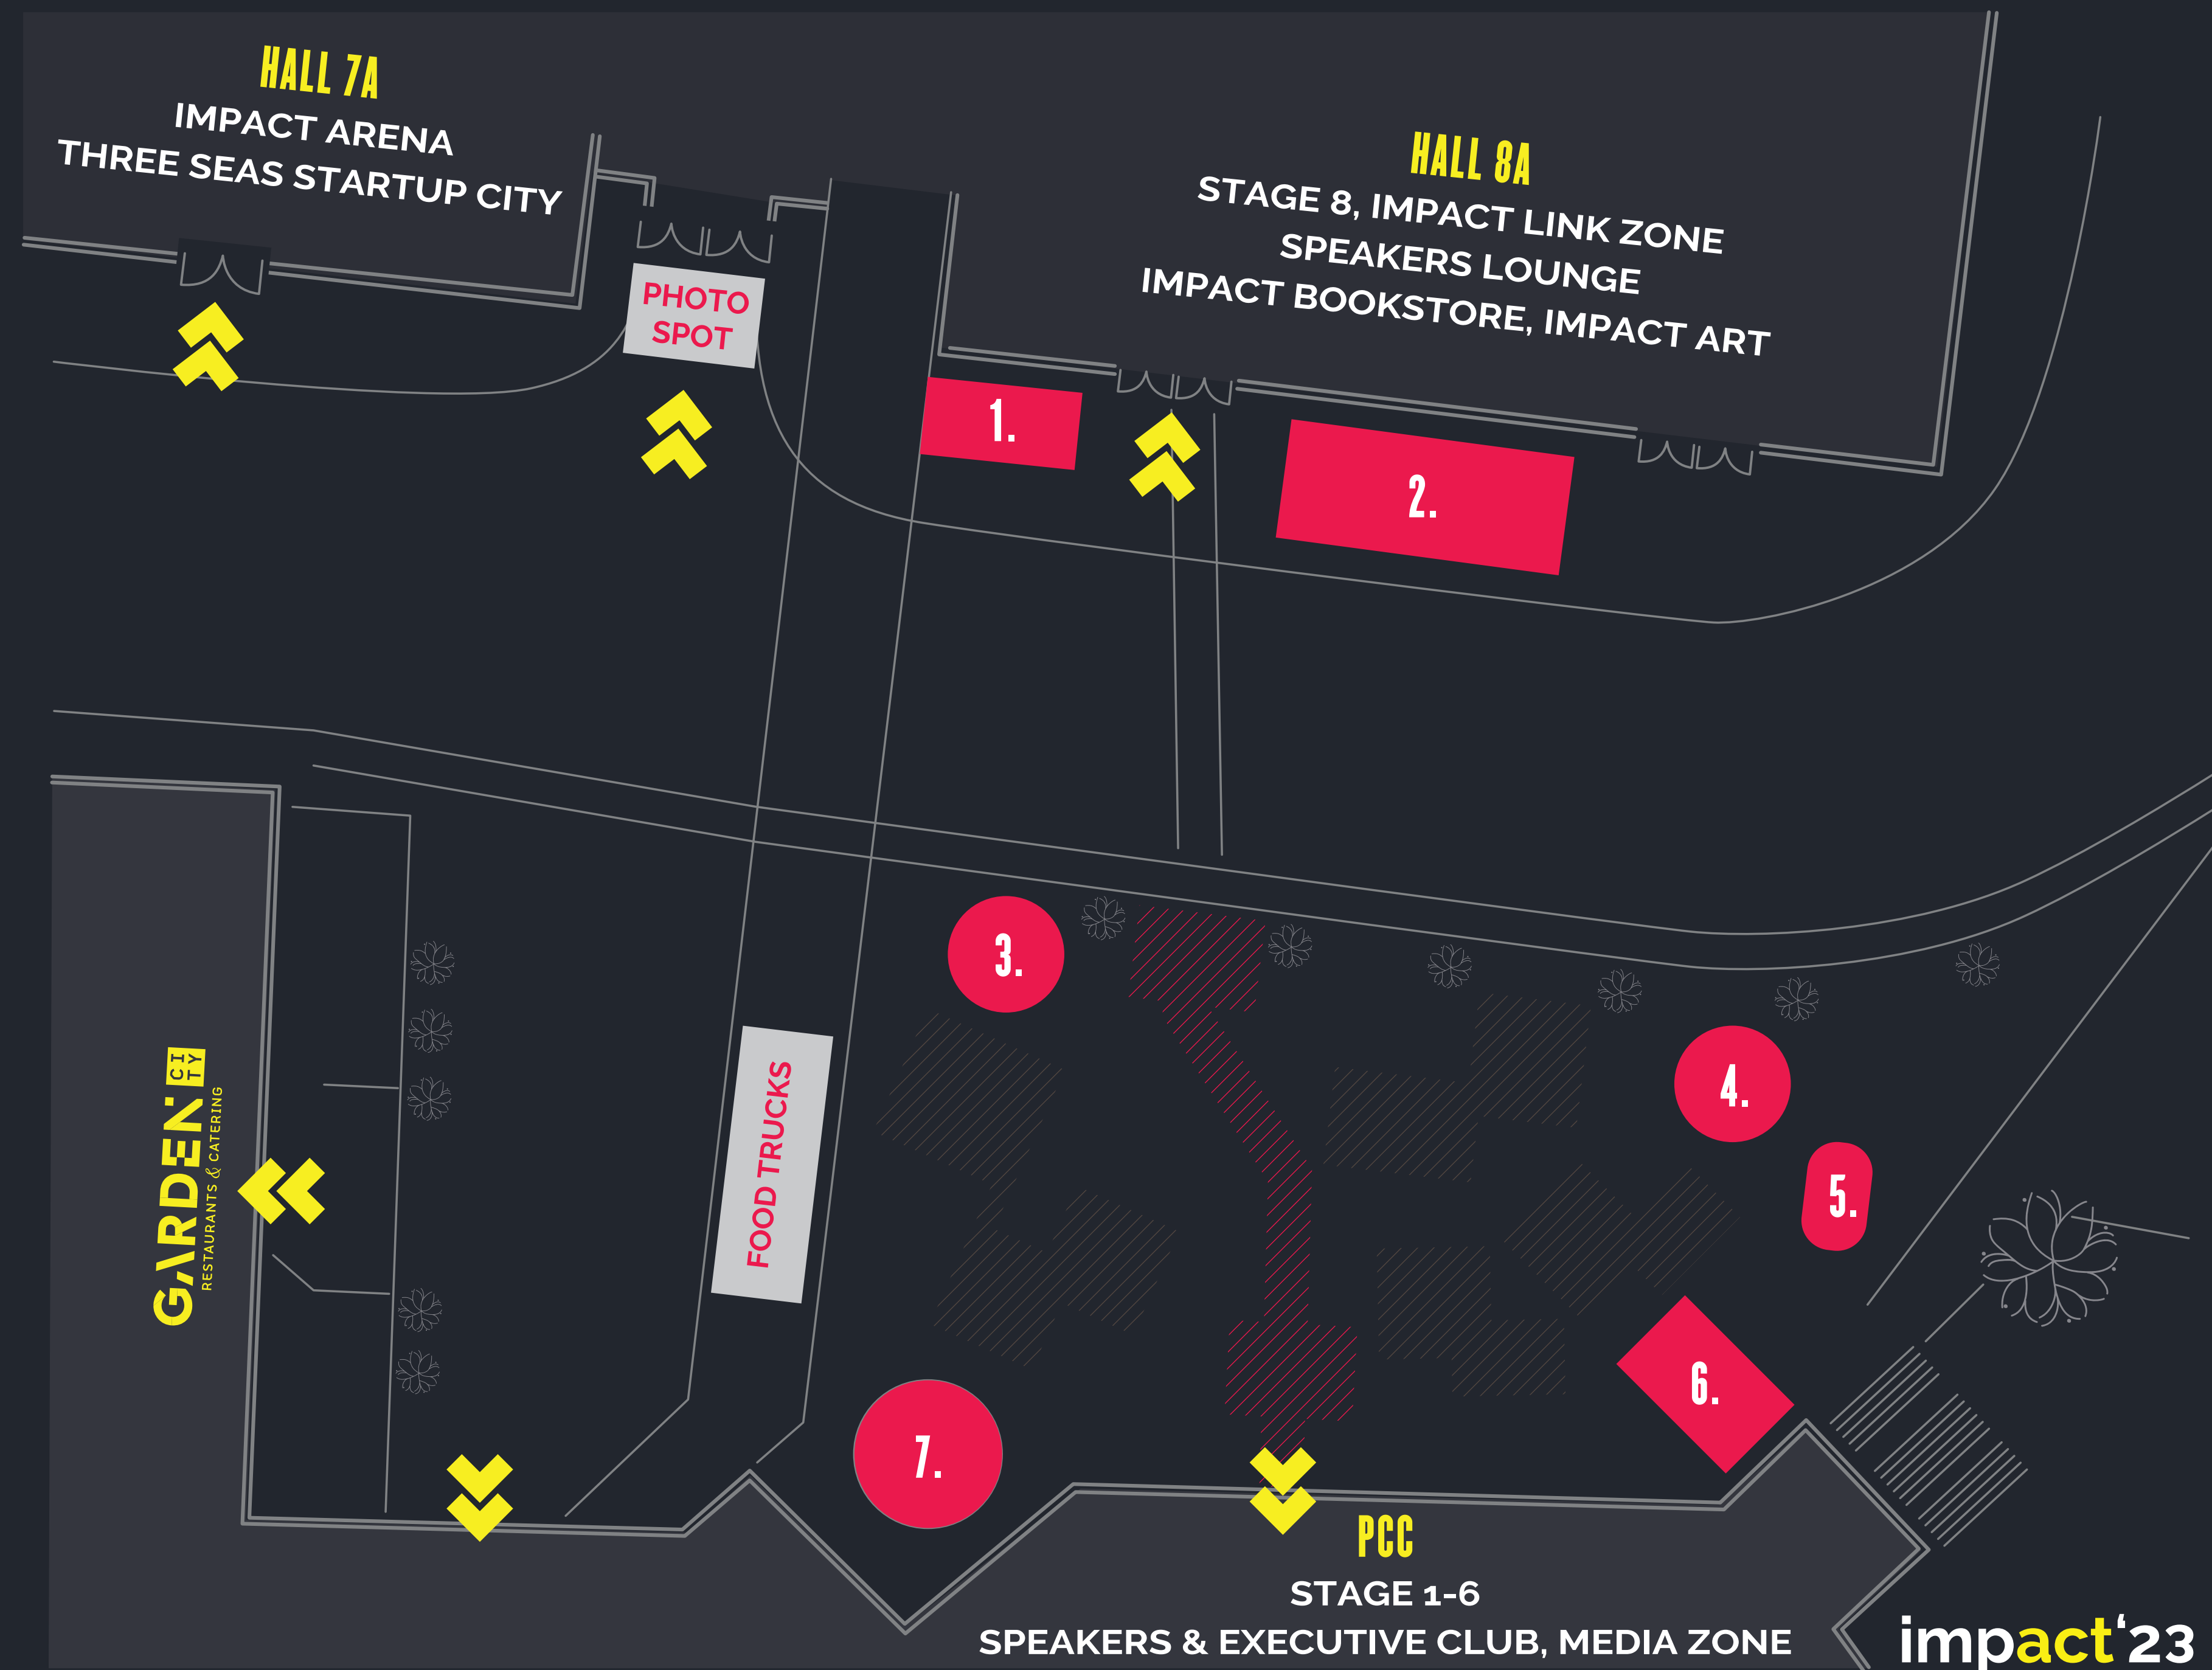 HALL 7A
IMPACT ARENA
THREE SEAS STARTUP CITY
HALL 8A
STAGE 8, IMPACT LINK ZONE
SPEAKERS LOUNGE
IMPACT BOOKSTORE, IMPACT ART
PHOTO
SPOT
1.
2.
3.
4.
5.
6.
7.
FOOD TRUCKS
GARDEN CITY
RESTAURANTS & CATERING
PCC
STAGE 1-6
SPEAKERS & EXECUTIVE CLUB, MEDIA ZONE
impact‘23